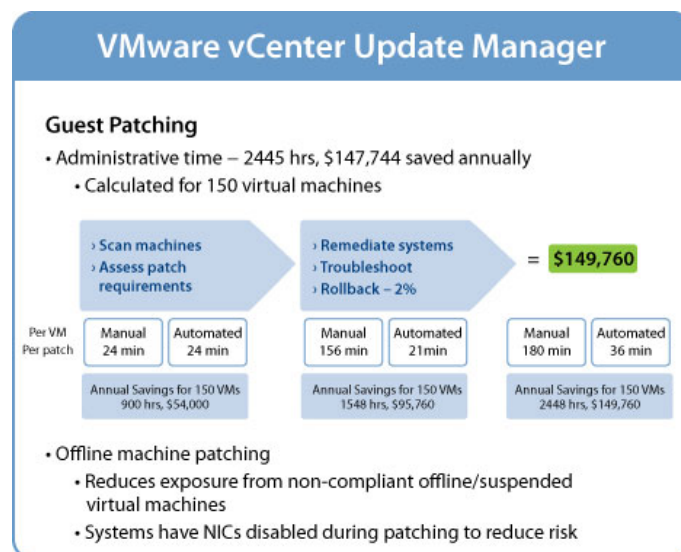 VMware vCenter Update Manager
Guest Patching
• Administrative time – 2445 hrs, $147,744 saved annually
• Calculated for 150 virtual machines
› Scan machines
› Assess patch
requirements
› Remediate systems
› Troubleshoot
› Rollback – 2%
= $149,760
Per VM
Per patch
Manual
24 min
Automated
24 min
Manual
156 min
Automated
21min
Manual
180 min
Automated
36 min
Annual Savings for 150 VMs
900 hrs, $54,000
Annual Savings for 150 VMs
1548 hrs, $95,760
Annual Savings for 150 VMs
2448 hrs, $149,760
• Offline machine patching
• Reduces exposure from non-compliant offline/suspended
virtual machines
• Systems have NICs disabled during patching to reduce risk